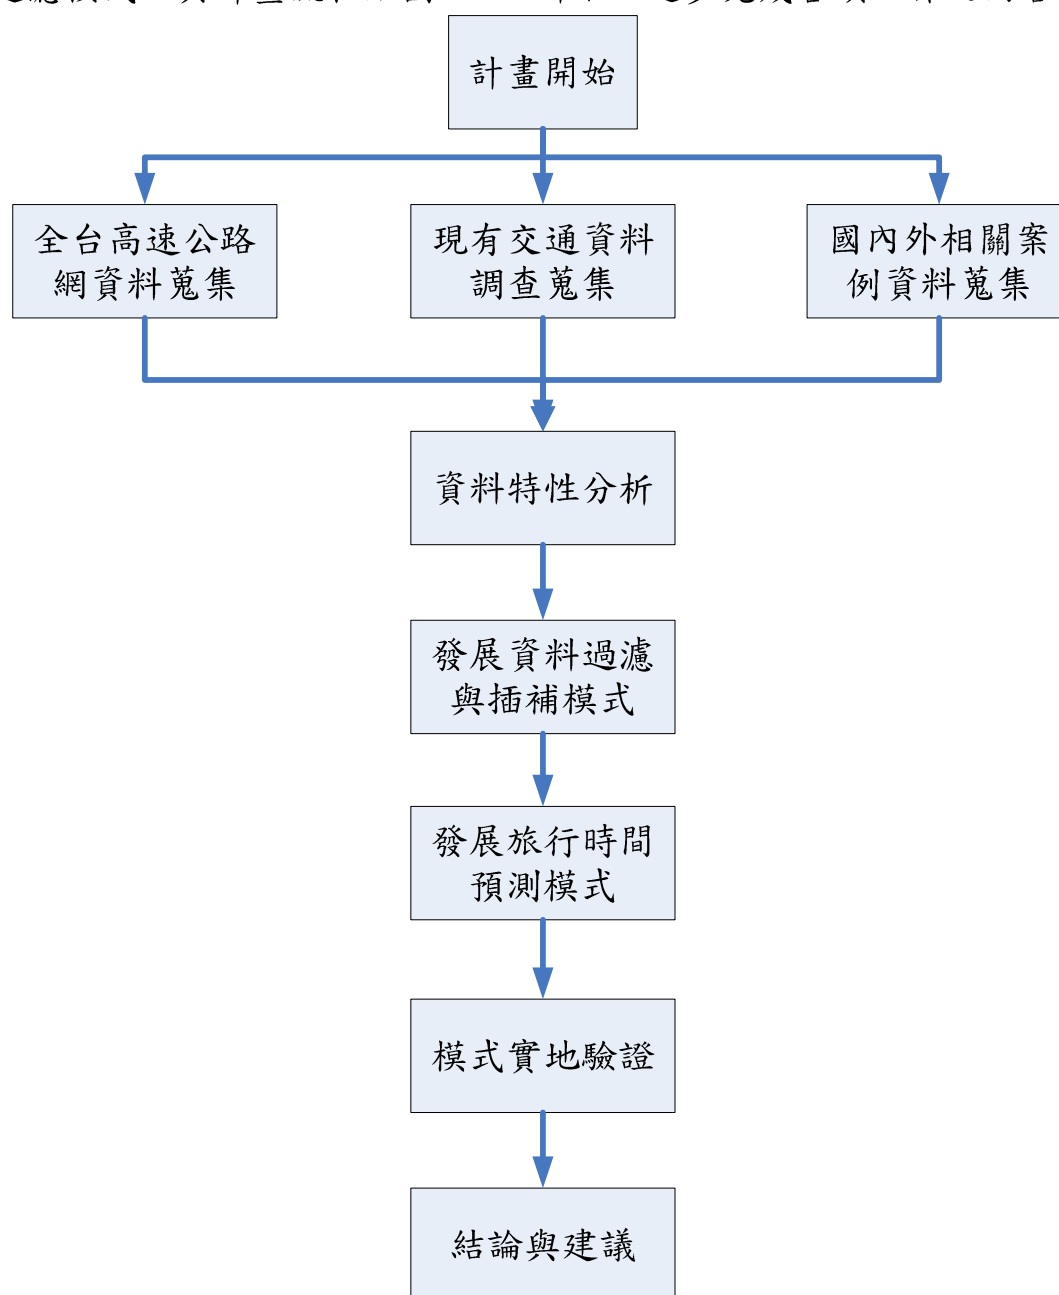 計畫開始
全台高速公路
網資料蒐集
現有交通資料
調查蒐集
國內外相關案
例資料蒐集
資料特性分析
發展資料過濾
與插補模式
發展旅行時間
預測模式
模式實地驗證
結論與建議